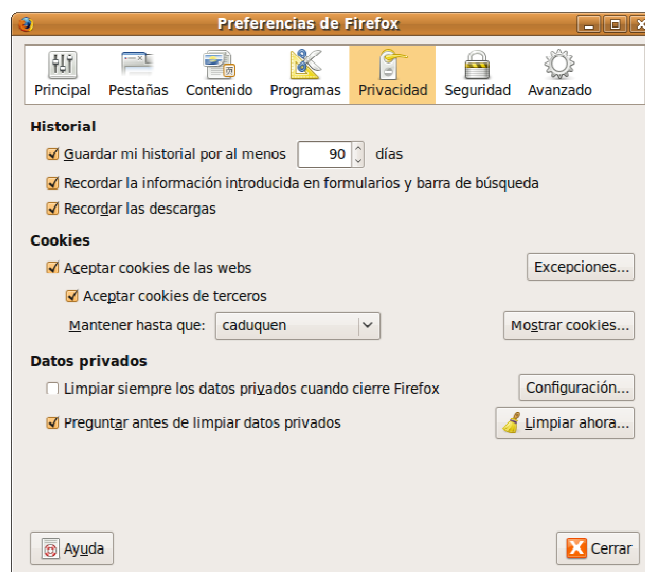 Preferencias de Firefox
Principal Pestañas Contenido Programas Privacidad Seguridad Avanzado
Historial
Guardar mi historial por al menos 90 días
Recordar la información introducida en formularios y barra de búsqueda
Recordar las descargas
Cookies
Aceptar cookies de las webs Excepciones...
Aceptar cookies de terceros
Mantener hasta que: caduquen Mostrar cookies...
Datos privados
Limpiar siempre los datos privados cuando cierre Firefox Configuración...
Preguntar antes de limpiar datos privados Limpiar ahora...
Ayuda Cerrar